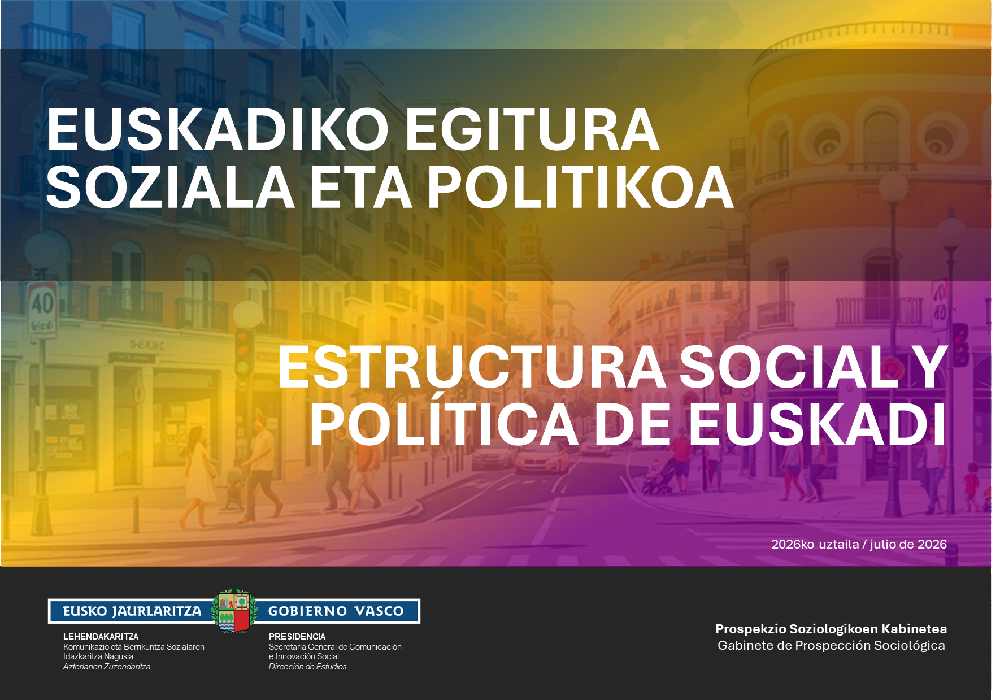 EUSKADIKO EGITURA
SOZIALA ETA POLITIKOA
40
ESTRUCTURA SOCIAL Y
POLÍTICA DE EUSKADI
2026ko uztaila / julio de 2026
EUSKO JAURLARITZA
GOBIERNO VASCO
LEHENDAKARITZA
Komunikazio eta Berrikuntza Sozialaren
Idazkaritza Nagusia
Azterlanen Zuzendaritza
PRESIDENCIA
Secretaría General de Comunicación
e Innovación Social
Dirección de Estudios
Prospekzio Soziologikoen Kabinetea
Gabinete de Prospección Sociológica